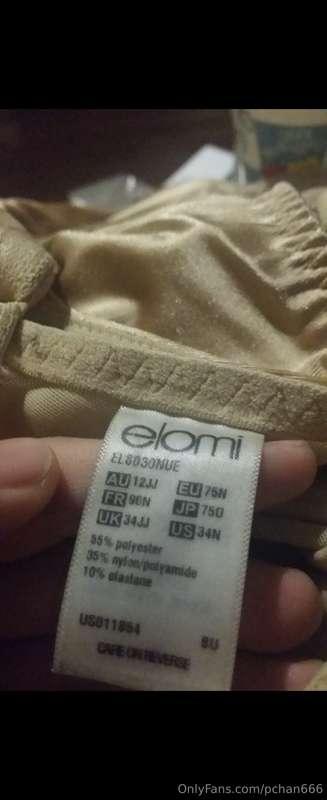 elomi
EL8030NUE
AU 12JJ EU 75N
FR 90N JP 75O
UK 34JJ US 34N
55% polyester
35% nylon/polyamide
10% elastane
US011854 BU
CARE ON REVERSE
OnlyFans.com/pchan666